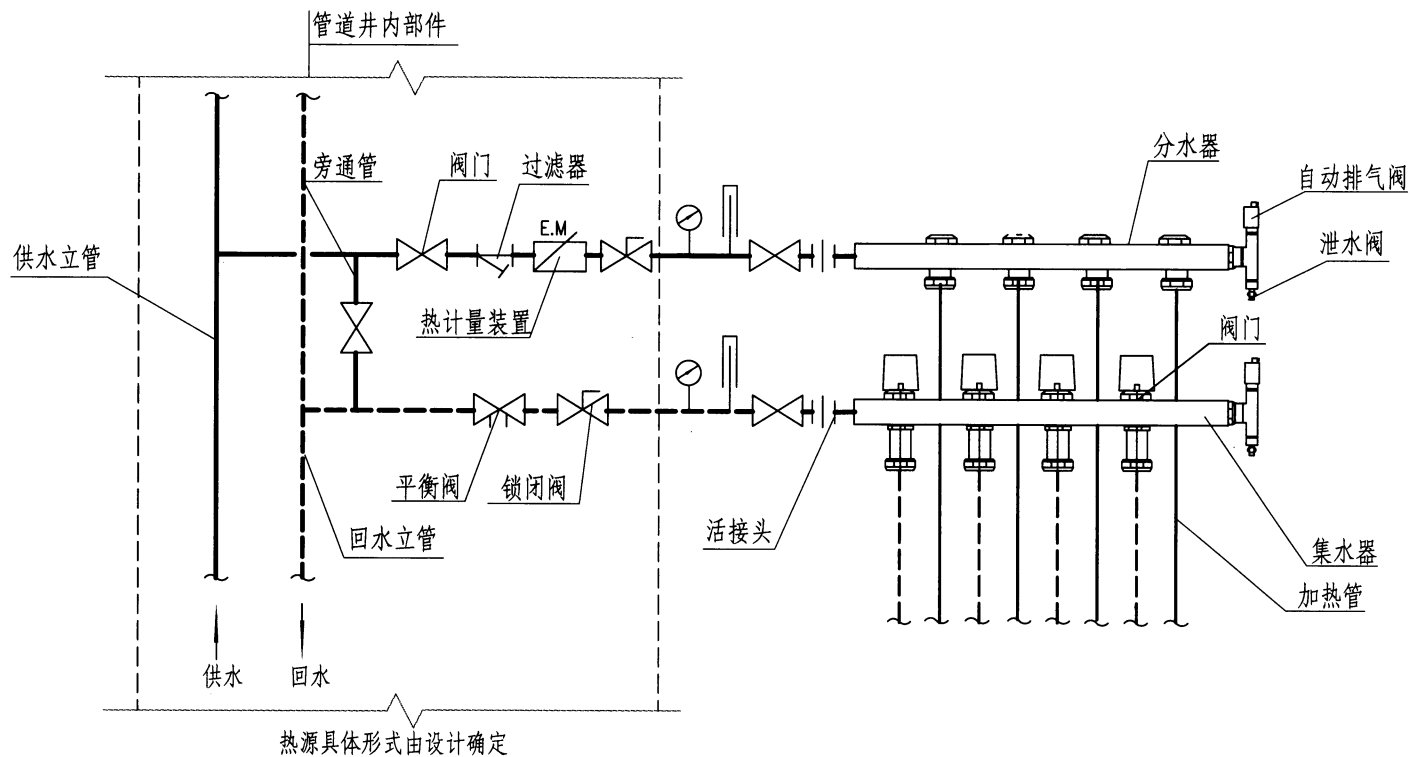 管道井内部件
旁通管
阀门
过滤器
分水器
自动排气阀
E.M
供水立管
泄水阀
热计量装置
阀门
平衡阀
锁闭阀
回水立管
活接头
集水器
加热管
供水
回水
热源具体形式由设计确定